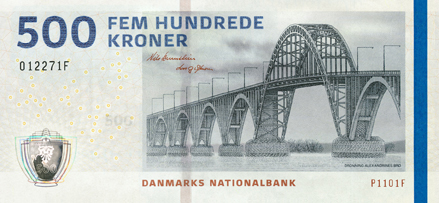 500 FEM HUNDREDE
KRONER
012271F
500
DANMARKS NATIONALBANK
P1101F